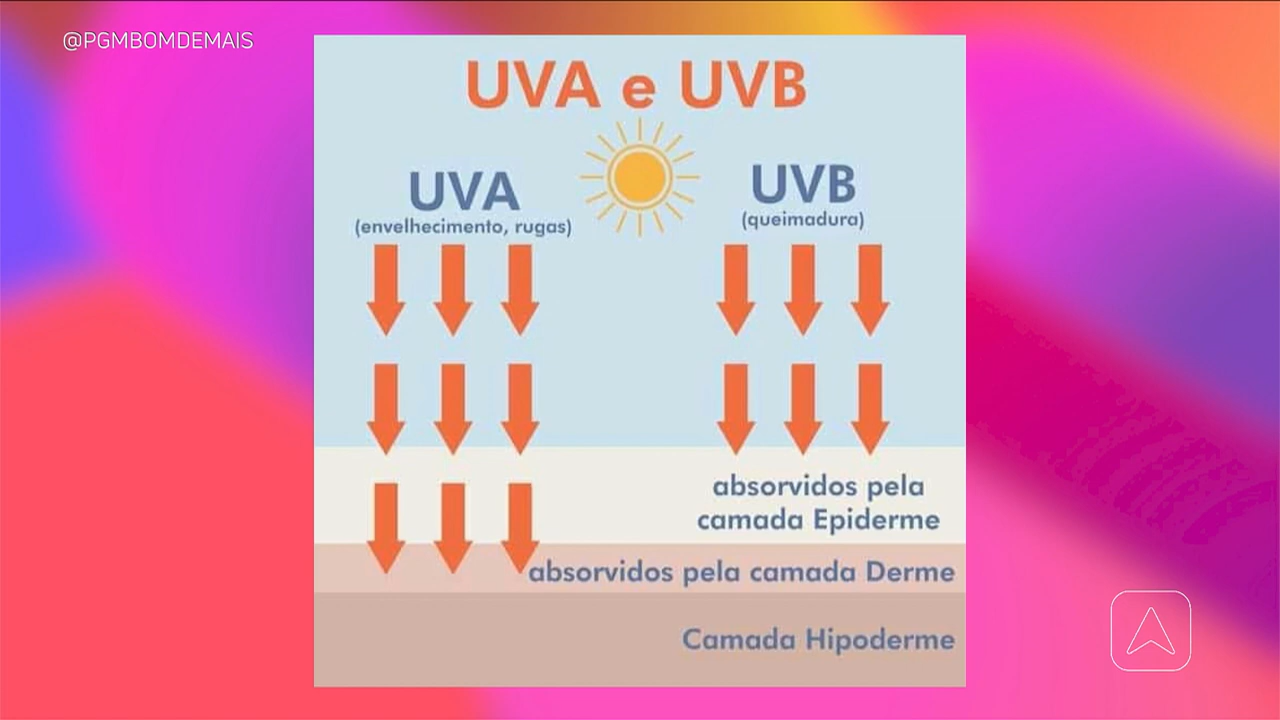 @PGMBOMDEMAIS
UVA e UVB
UVA
(envelhecimento, rugas)
UVB
(queimadura)
absorvidos pela
camada Epiderme
absorvidos pela camada Derme
Camada Hipoderme